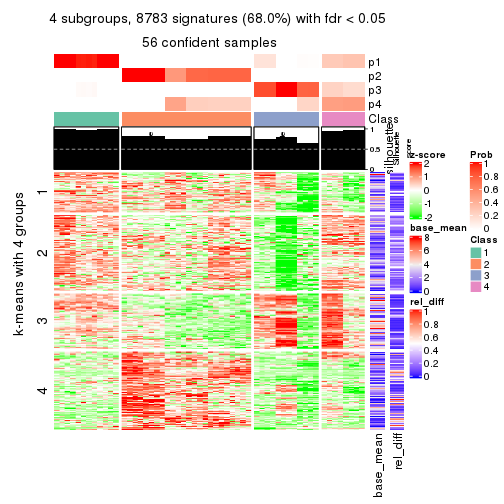 4 subgroups, 8783 signatures (68.0%) with fdr < 0.05
56 confident samples
p1
p2
p3
p4
Class
1
0.5
0
Silhouette
silhouette
score
k-means with 4 groups
1
2
3
4
base_mean
rel_diff
z-score
2
1
0
-1
-2
base_mean
8
6
4
2
0
rel_diff
1
0.8
0.6
0.4
0.2
0
Prob
1
0.8
0.6
0.4
0.2
0
Class
1
2
3
4